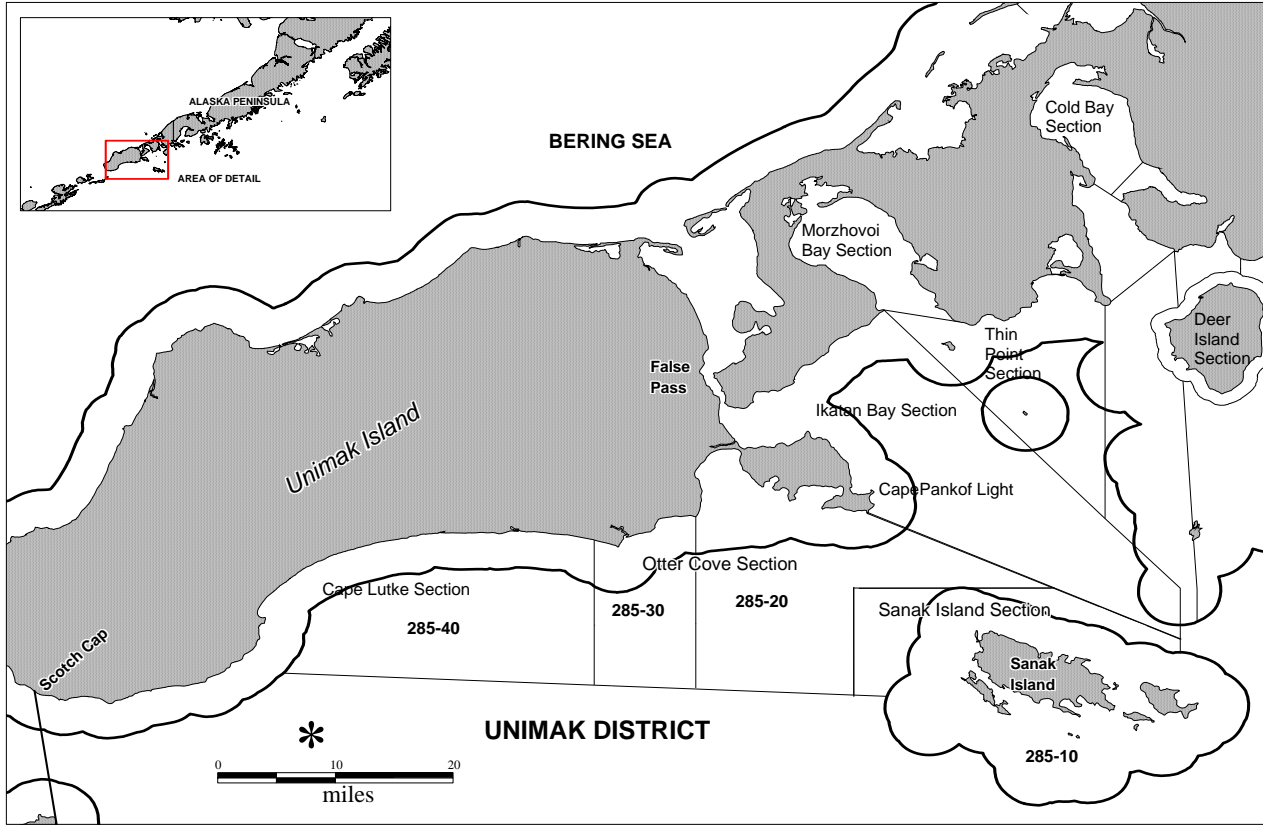 ALASKA PENINSULA
AREA OF DETAIL
BERING SEA
Cold Bay
Section
Morzhovoi
Bay Section
Deer
Island
Section
Thin
Point
Section
False
Pass
Ikatan Bay Section
Unimak Island
CapePankof Light
Otter Cove Section
Cape Lutke Section
285-40
285-30
285-20
Sanak Island Section
Scotch Cap
Sanak
Island
UNIMAK DISTRICT
285-10
*
0 10 20
miles